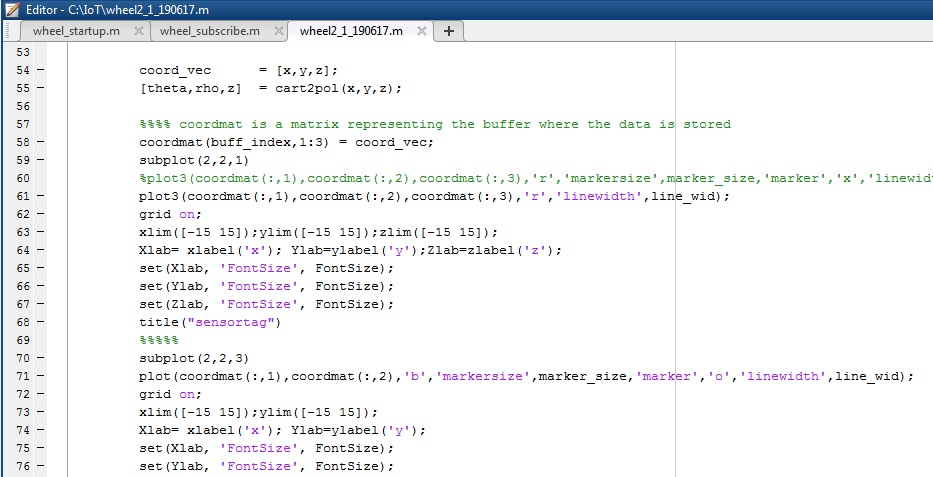 Editor - C:\IoT\wheel2_1_190617.m
wheel_startup.m × wheel_subscribe.m × wheel2_1_190617.m × +
53 –
54 – coord_vec      = [x,y,z];
55 – [theta,rho,z]  = cart2pol(x,y,z);
56
57 %%%% coordmat is a matrix representing the buffer where the data is stored
58 – coordmat(buff_index,1:3) = coord_vec;
59 – subplot(2,2,1)
60 %plot3(coordmat(:,1),coordmat(:,2),coordmat(:,3),'r','markersize',marker_size,'marker','x','linewid
61 – plot3(coordmat(:,1),coordmat(:,2),coordmat(:,3),'r','linewidth',line_wid);
62 – grid on;
63 – xlim([-15 15]);ylim([-15 15]);zlim([-15 15]);
64 – Xlab= xlabel('x'); Ylab=ylabel('y');Zlab=zlabel('z');
65 – set(Xlab, 'FontSize', FontSize);
66 – set(Ylab, 'FontSize', FontSize);
67 – set(Zlab, 'FontSize', FontSize);
68 – title("sensortag")
69 %%%%%
70 – subplot(2,2,3)
71 – plot(coordmat(:,1),coordmat(:,2),'b','markersize',marker_size,'marker','o','linewidth',line_wid);
72 – grid on;
73 – xlim([-15 15]);ylim([-15 15]);
74 – Xlab= xlabel('x'); Ylab=ylabel('y');
75 – set(Xlab, 'FontSize', FontSize);
76 – set(Ylab, 'FontSize', FontSize);